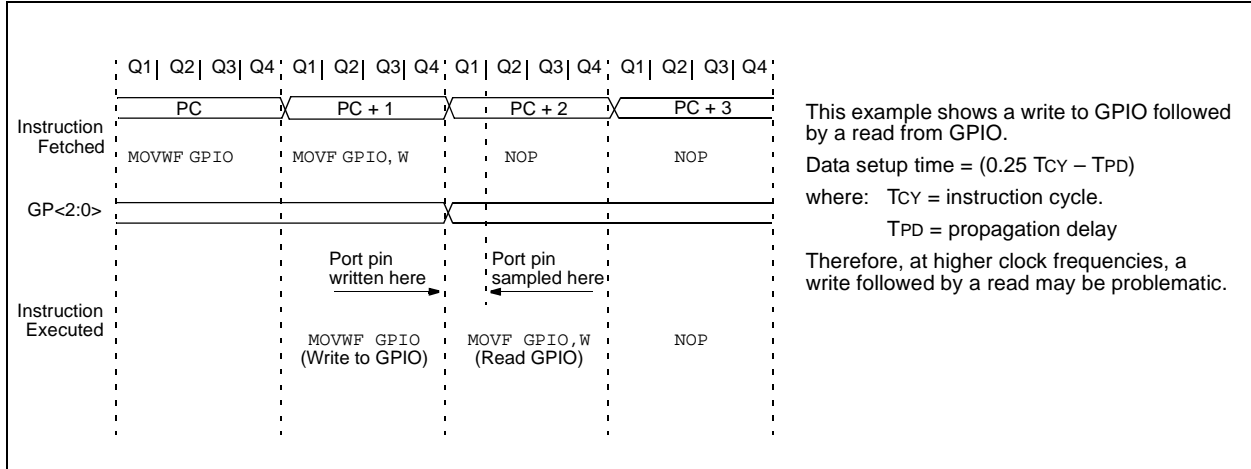 Q1| Q2| Q3| Q4 Q1| Q2| Q3| Q4 Q1| Q2| Q3| Q4 Q1| Q2| Q3| Q4
PC PC + 1 PC + 2 PC + 3
Instruction
Fetched
MOVWF GPIO MOVF GPIO, W NOP NOP
GP<2:0>
Port pin
written here
Port pin
sampled here
Instruction
Executed
MOVWF GPIO
(Write to GPIO)
MOVF GPIO,W
(Read GPIO)
NOP
This example shows a write to GPIO followed
by a read from GPIO.
Data setup time = (0.25 TCY – TPD)
where: TCY = instruction cycle.
TPD = propagation delay
Therefore, at higher clock frequencies, a
write followed by a read may be problematic.